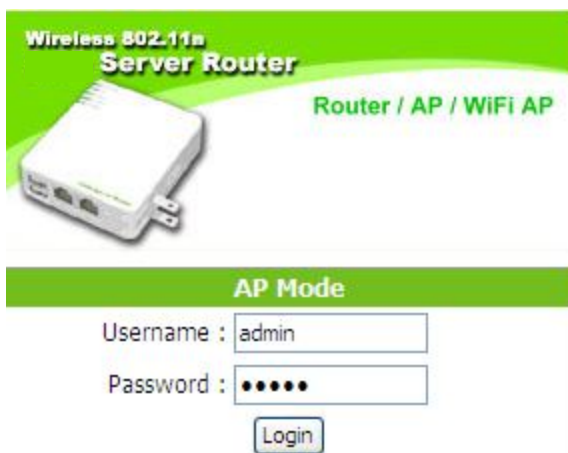 Wireless 802.11n
Server Router
Router / AP / WiFi AP
AP Mode
Username : admin
Password : •••••
Login